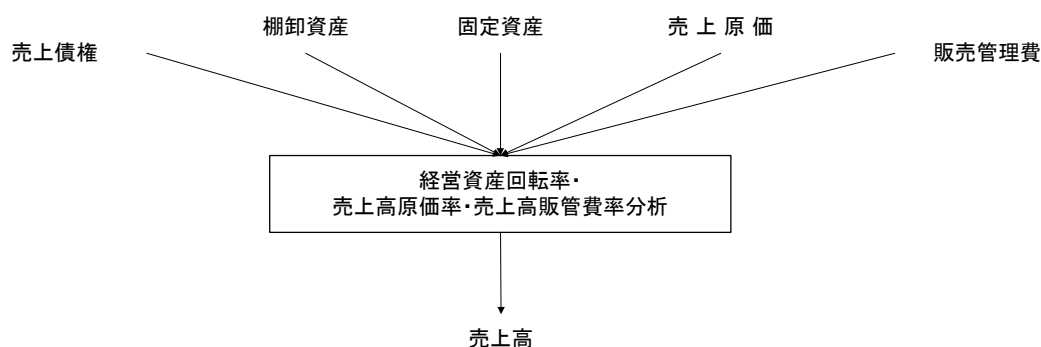 売上債権
棚卸資産
固定資産
売 上 原 価
販売管理費
経営資産回転率・
売上高原価率・売上高販管費率分析
売上高